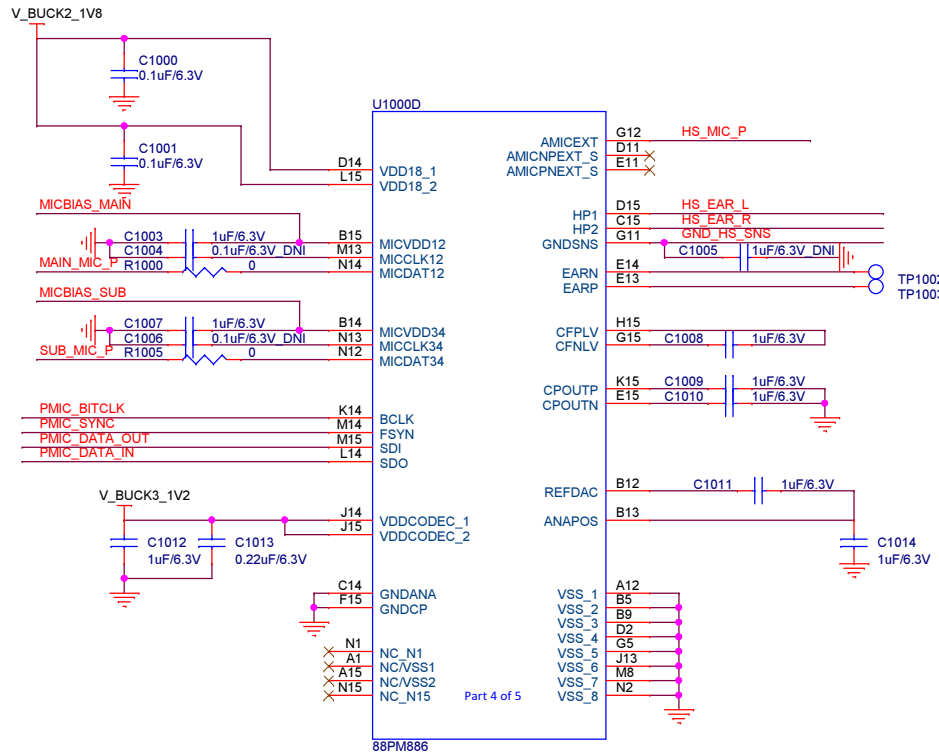 V_BUCK2_1V8
C1000
0.1uF/6.3V
C1001
0.1uF/6.3V
U1000D
D14 VDD18_1
L15 VDD18_2
MICBIAS_MAIN
B15 MICVDD12
C1003 1uF/6.3V
M13 MICCLK12
C1004 0.1uF/6.3V_DNI
N14 MICDAT12
MAIN_MIC_P R1000 0
MICBIAS_SUB
B14 MICVDD34
C1007 1uF/6.3V
N13 MICCLK34
C1006 0.1uF/6.3V_DNI
N12 MICDAT34
SUB_MIC_P R1005 0
PMIC_BITCLK K14 BCLK
PMIC_SYNC M14 FSYN
PMIC_DATA_OUT M15 SDI
PMIC_DATA_IN L14 SDO
V_BUCK3_1V2
J14 VDDCODEC_1
J15 VDDCODEC_2
C1012
1uF/6.3V
C1013
0.22uF/6.3V
C14 GNDANA
F15 GNDCP
N1 NC_N1
A1 NC/VSS1
A15 NC/VSS2
N15 NC_N15
AMICEXT G12 HS_MIC_P
AMICNPEXT_S D11
AMICPNEXT_S E11
HP1 D15 HS_EAR_L
HP2 C15 HS_EAR_R
GNDSNS G11 GND_HS_SNS
C1005 1uF/6.3V_DNI
EARN E14
TP1002
EARP E13
TP1003
CFPLV H15
CFNLV G15
C1008 1uF/6.3V
CPOUTP K15 C1009 1uF/6.3V
CPOUTN E15 C1010 1uF/6.3V
REFDAC B12 C1011 1uF/6.3V
ANAPOS B13
C1014
1uF/6.3V
VSS_1 A12
VSS_2 B5
VSS_3 B9
VSS_4 D2
VSS_5 G5
VSS_6 J13
VSS_7 M8
VSS_8 N2
Part 4 of 5
88PM886